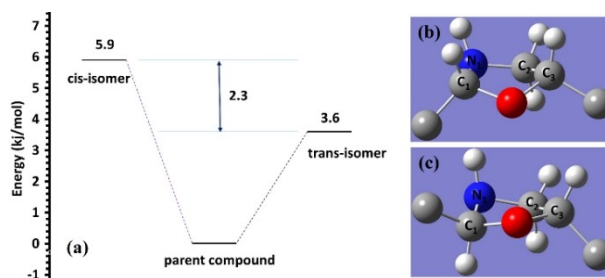 Energy (kj/mol)
7
6
5
4
3
2
1
0
-1
5.9
cis-isomer
2.3
3.6
trans-isomer
parent compound
(a)
(b)
N
C1
C2
C3
(c)
N
C1
C2
C3